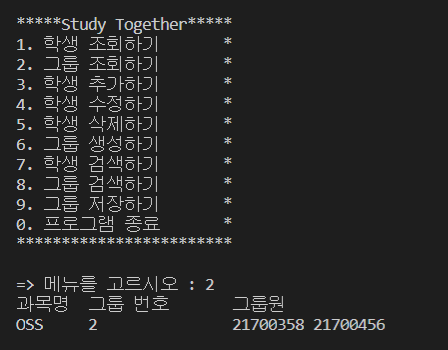 *****Study Together*****
1. 학생 조회하기 *
2. 그룹 조회하기 *
3. 학생 추가하기 *
4. 학생 수정하기 *
5. 학생 삭제하기 *
6. 그룹 생성하기 *
7. 학생 검색하기 *
8. 그룹 검색하기 *
9. 그룹 저장하기 *
0. 프로그램 종료 *
************************
=> 메뉴를 고르시오 : 2
과목명 그룹 번호 그룹원
OSS 2 21700358 21700456